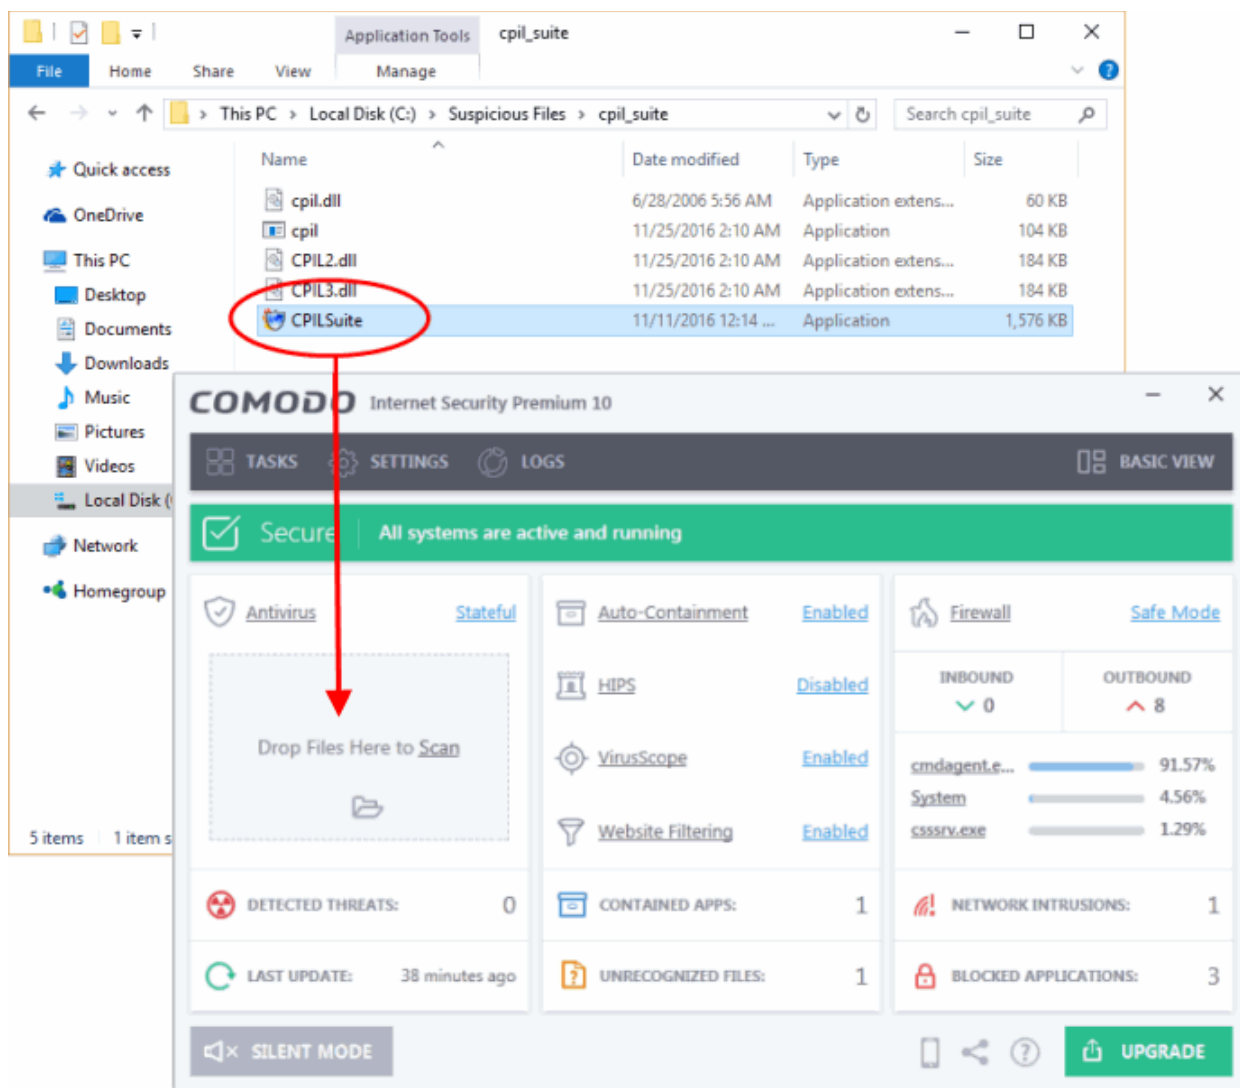 Application Tools cpil_suite
File Home Share View Manage
This PC > Local Disk (C:) > Suspicious Files > cpil_suite
Search cpil_suite
Name Date modified Type Size
Quick access
OneDrive
This PC
Desktop
Documents
Downloads
Music
Pictures
Videos
Local Disk (
Network
Homegroup
cpil.dll 6/28/2006 5:56 AM Application extens... 60 KB
cpil 11/25/2016 2:10 AM Application 104 KB
CPIL2.dll 11/25/2016 2:10 AM Application extens... 184 KB
CPIL3.dll 11/25/2016 2:10 AM Application extens... 184 KB
CPILSuite 11/11/2016 12:14 ... Application 1,576 KB
5 items 1 item s
COMODO Internet Security Premium 10
TASKS SETTINGS LOGS BASIC VIEW
Secure All systems are active and running
Antivirus Stateful
Drop Files Here to Scan
DETECTED THREATS: 0
LAST UPDATE: 38 minutes ago
Auto-Containment Enabled
HIPS Disabled
VirusScope Enabled
Website Filtering Enabled
CONTAINED APPS: 1
UNRECOGNIZED FILES: 1
Firewall Safe Mode
INBOUND OUTBOUND
0 8
cmdagent.e... 91.57%
System 4.56%
csssrv.exe 1.29%
NETWORK INTRUSIONS: 1
BLOCKED APPLICATIONS: 3
SILENT MODE
UPGRADE